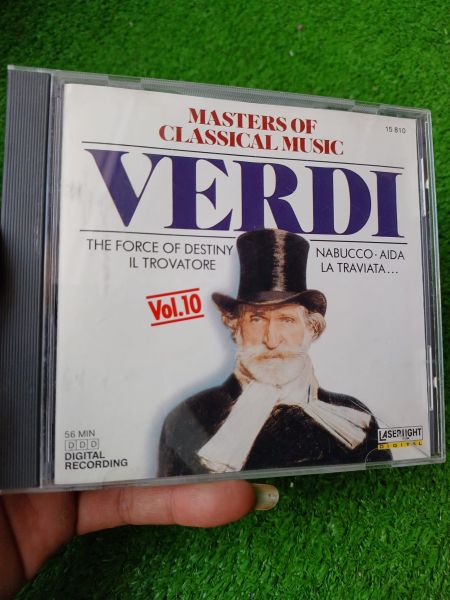 MASTERS OF
CLASSICAL MUSIC
15 810
VERDI
THE FORCE OF DESTINY
IL TROVATORE
NABUCCO · AIDA
LA TRAVIATA...
Vol.10
56 MIN
DDD
DIGITAL
RECORDING
LASERLIGHT
DIGITAL